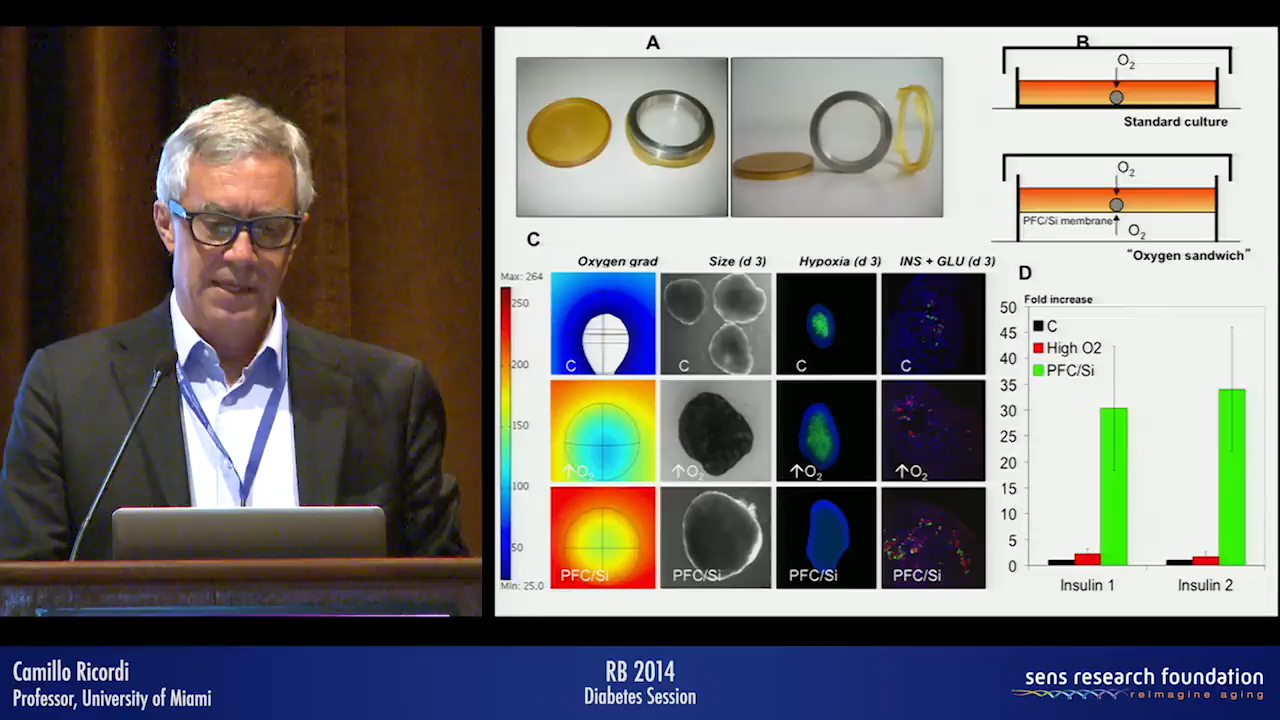 A
B
O2
Standard culture
O2
PFC/Si membrane
O2
“Oxygen sandwich”
C
Oxygen grad
Size (d 3)
Hypoxia (d 3)
INS + GLU (d 3)
Max: 264
250
200
150
100
50
Min: 25.0
C
C
C
C
↑O2
↑O2
↑O2
↑O2
PFC/Si
PFC/Si
PFC/Si
PFC/Si
D
Fold increase
50
45
40
35
30
25
20
15
10
5
0
C
High O2
PFC/Si
Insulin 1
Insulin 2
Camillo Ricordi
Professor, University of Miami
RB 2014
Diabetes Session
sens research foundation
reimagine aging